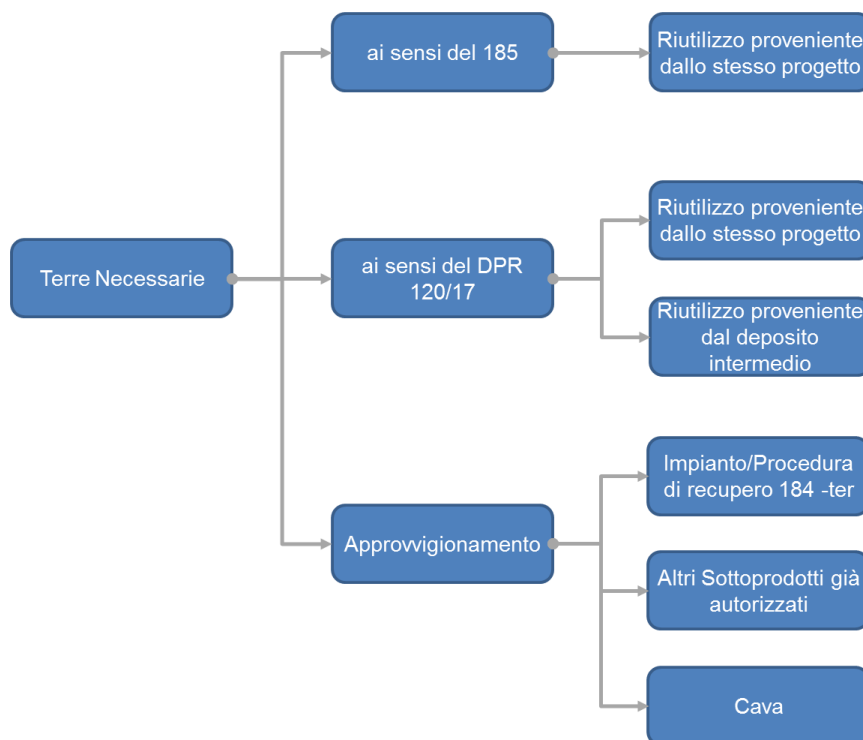 ai sensi del 185
Riutilizzo proveniente
dallo stesso progetto
Terre Necessarie
ai sensi del DPR
120/17
Riutilizzo proveniente
dallo stesso progetto
Riutilizzo proveniente
dal deposito
intermedio
Approvvigionamento
Impianto/Procedura
di recupero 184 -ter
Altri Sottoprodotti già
autorizzati
Cava